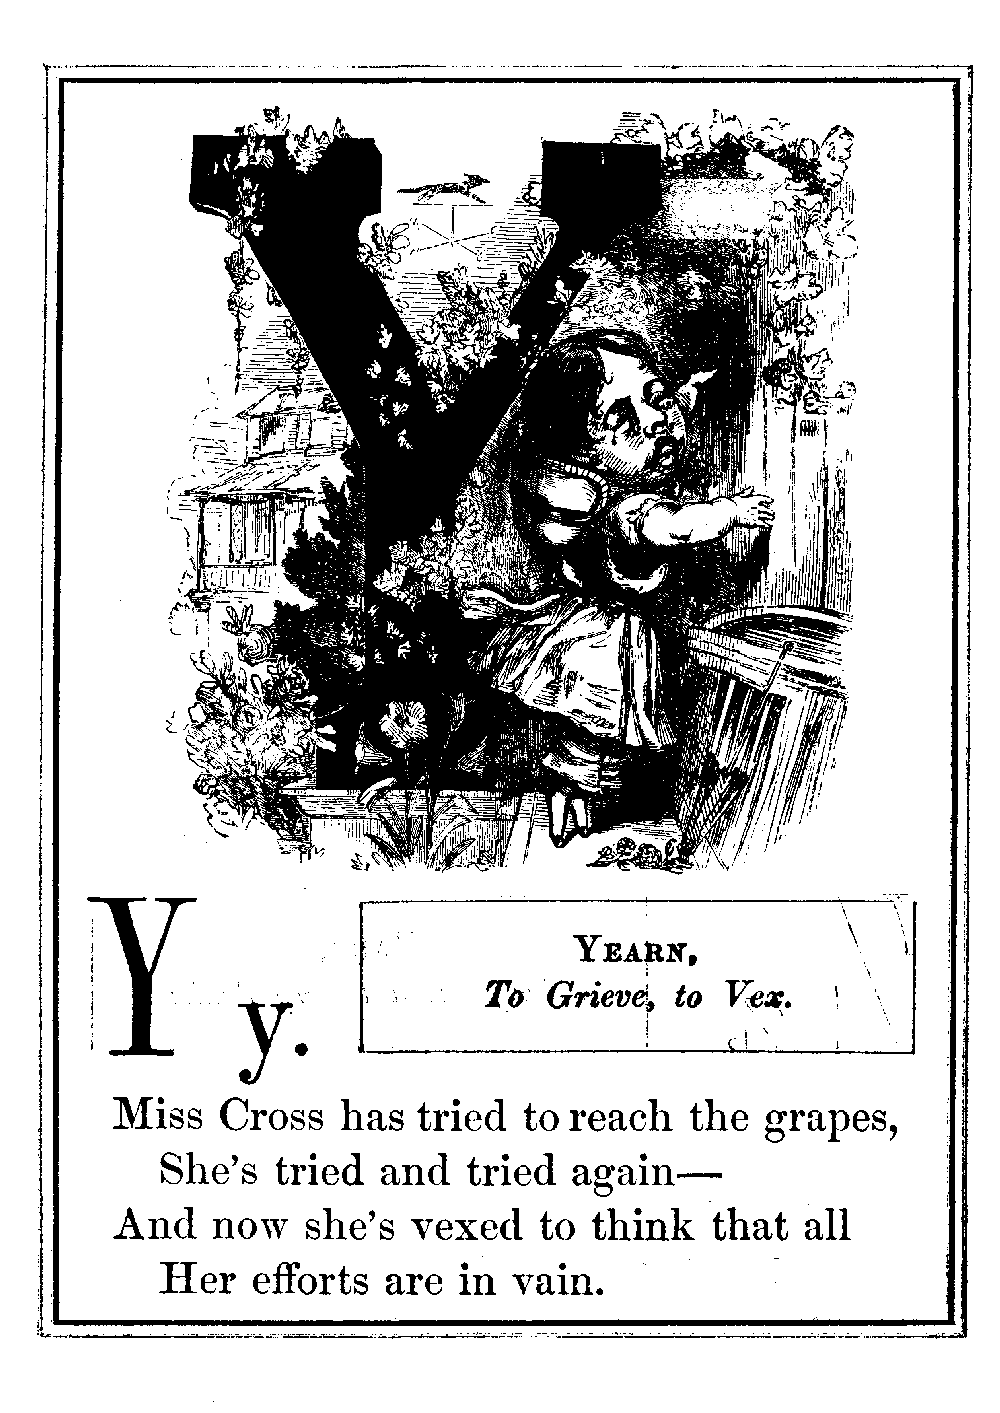 Y
Y y.
YEARN,
To Grieve, to Vex.
Miss Cross has tried to reach the grapes,
She's tried and tried again—
And now she's vexed to think that all
Her efforts are in vain.